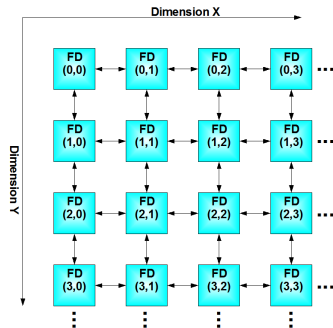 Dimension X
Dimension Y
FD
(0,0)
FD
(0,1)
FD
(0,2)
FD
(0,3)
...
FD
(1,0)
FD
(1,1)
FD
(1,2)
FD
(1,3)
...
FD
(2,0)
FD
(2,1)
FD
(2,2)
FD
(2,3)
...
FD
(3,0)
FD
(3,1)
FD
(3,2)
FD
(3,3)
...